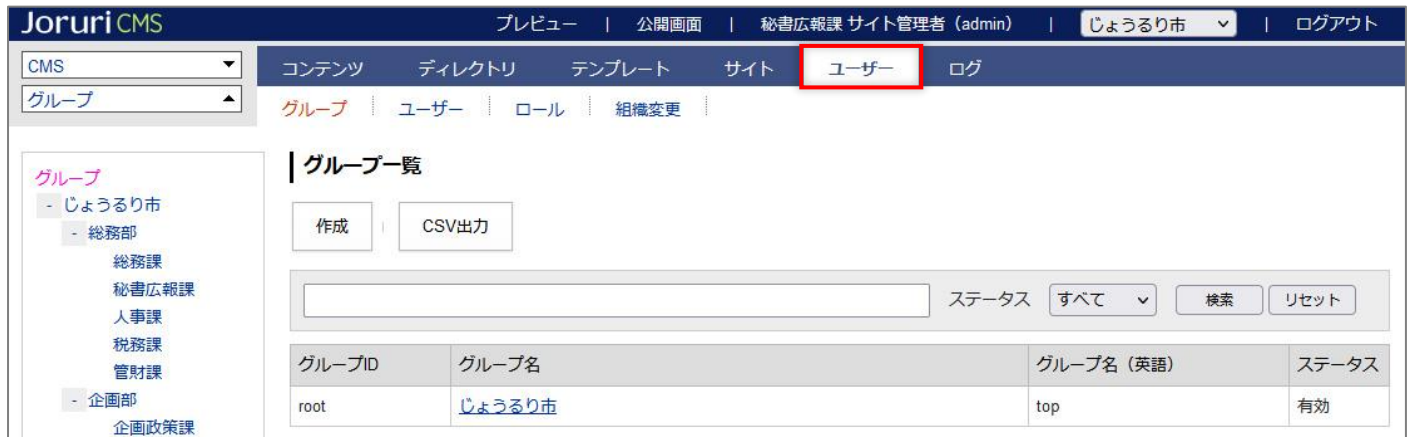 Joruri CMS
プレビュー | 公開画面 | 秘書広報課 サイト管理者（admin） | じょうるり市 | ログアウト
CMS
グループ
コンテンツ ディレクトリ テンプレート サイト ユーザー ログ
グループ ユーザー ロール 組織変更
グループ
- じょうるり市
- 総務部
総務課
秘書広報課
人事課
税務課
管財課
- 企画部
企画政策課
グループ一覧
作成 CSV出力
ステータス すべて 検索 リセット
グループID グループ名 グループ名（英語） ステータス
root じょうるり市 top 有効